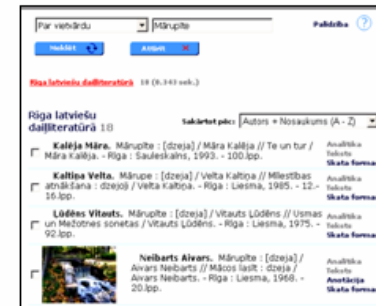 Par vietvārdu Mārupīte Palīdzība ?
Meklēt Atcelt
Rīga latviešu daiļliteratūrā 18 (0.343 sek.)
Rīga latviešu
daiļliteratūrā 18
Sakārtot pēc: Autors + Nosaukums (A - Z)
Kalēja Māra. Mārupīte : [dzeja] / Māra Kalēja // Te un tur /
Māra Kalēja. - Rīga : Sauleskalns, 1993. - 100.lpp.
Analītika
Teksts
Skata forma
Kaltiņa Velta. Mārupe : [dzeja] / Velta Kaltiņa // Mīlestības
atnākšana : dzejoļi / Velta Kaltiņa. - Rīga : Liesma, 1985. - 12.-
16.lpp.
Analītika
Teksts
Skata forma
Ļūdēns Vitauts. Mārupīte : [dzeja] / Vitauts Ļūdēns // Usmas
un Mežotnes sonetas / Vitauts Ļūdēns. - Rīga : Liesma, 1975. -
92.lpp.
Analītika
Teksts
Skata forma
Neibarts Aivars. Mārupīte : [dzeja] /
Aivars Neibarts // Mācos lasīt : dzeja /
Aivars Neibarts. - Rīga : Liesma, 1968. -
20.lpp.
Analītika
Teksts
Anotācija
Skata forma